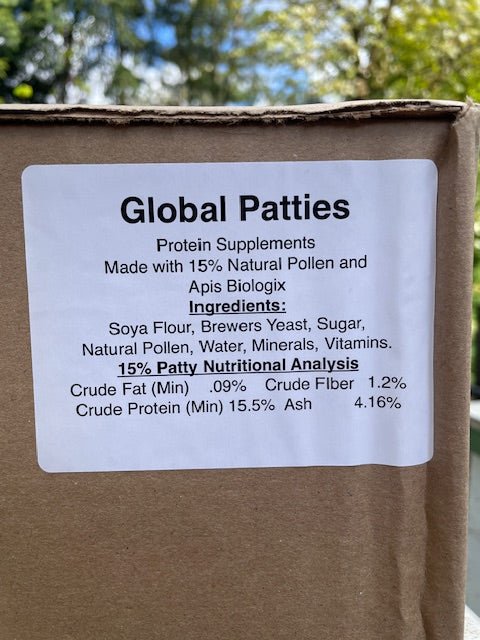 Global Patties
Protein Supplements
Made with 15% Natural Pollen and
Apis Biologix
Ingredients:
Soya Flour, Brewers Yeast, Sugar,
Natural Pollen, Water, Minerals, Vitamins.
15% Patty Nutritional Analysis
Crude Fat (Min) .09% Crude FIber 1.2%
Crude Protein (Min) 15.5% Ash 4.16%